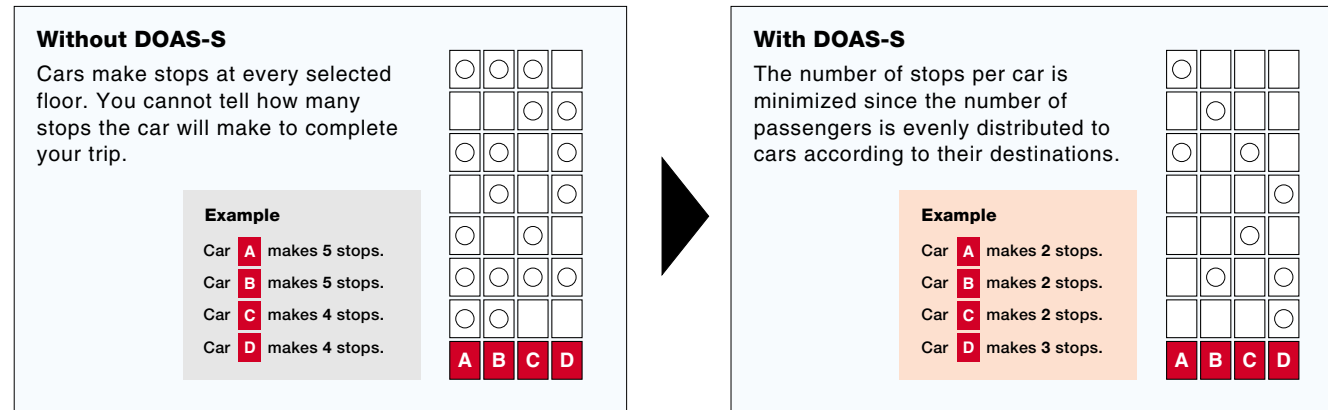 Without DOAS-S
Cars make stops at every selected
floor. You cannot tell how many
stops the car will make to complete
your trip.
Example
Car A makes 5 stops.
Car B makes 5 stops.
Car C makes 4 stops.
Car D makes 4 stops.
A B C D
With DOAS-S
The number of stops per car is
minimized since the number of
passengers is evenly distributed to
cars according to their destinations.
Example
Car A makes 2 stops.
Car B makes 2 stops.
Car C makes 2 stops.
Car D makes 3 stops.
A B C D